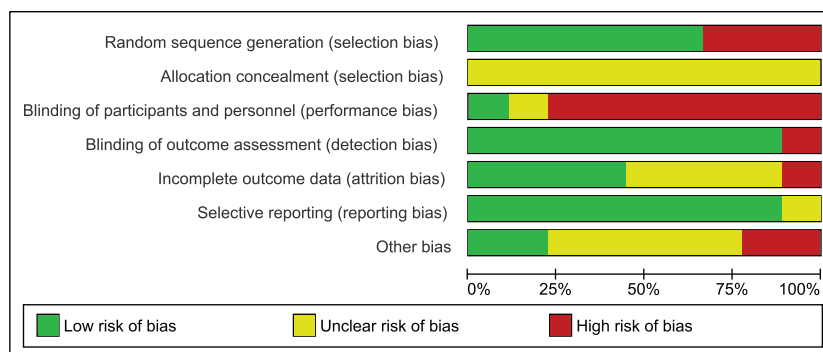 Random sequence generation (selection bias)
Allocation concealment (selection bias)
Blinding of participants and personnel (performance bias)
Blinding of outcome assessment (detection bias)
Incomplete outcome data (attrition bias)
Selective reporting (reporting bias)
Other bias
0% 25% 50% 75% 100%
Low risk of bias Unclear risk of bias High risk of bias